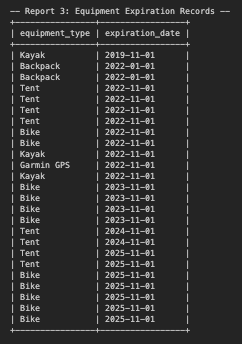 -- Report 3: Equipment Expiration Records --
+----------------+-----------------+
| equipment_type | expiration_date |
+----------------+-----------------+
| Kayak          | 2019-11-01      |
| Backpack       | 2022-01-01      |
| Backpack       | 2022-01-01      |
| Tent           | 2022-11-01      |
| Tent           | 2022-11-01      |
| Tent           | 2022-11-01      |
| Tent           | 2022-11-01      |
| Bike           | 2022-11-01      |
| Bike           | 2022-11-01      |
| Kayak          | 2022-11-01      |
| Garmin GPS     | 2022-11-01      |
| Kayak          | 2022-11-01      |
| Bike           | 2023-11-01      |
| Bike           | 2023-11-01      |
| Bike           | 2023-11-01      |
| Bike           | 2023-11-01      |
| Tent           | 2024-11-01      |
| Tent           | 2024-11-01      |
| Tent           | 2025-11-01      |
| Bike           | 2025-11-01      |
| Bike           | 2025-11-01      |
| Bike           | 2025-11-01      |
| Bike           | 2025-11-01      |
| Bike           | 2025-11-01      |
+----------------+-----------------+